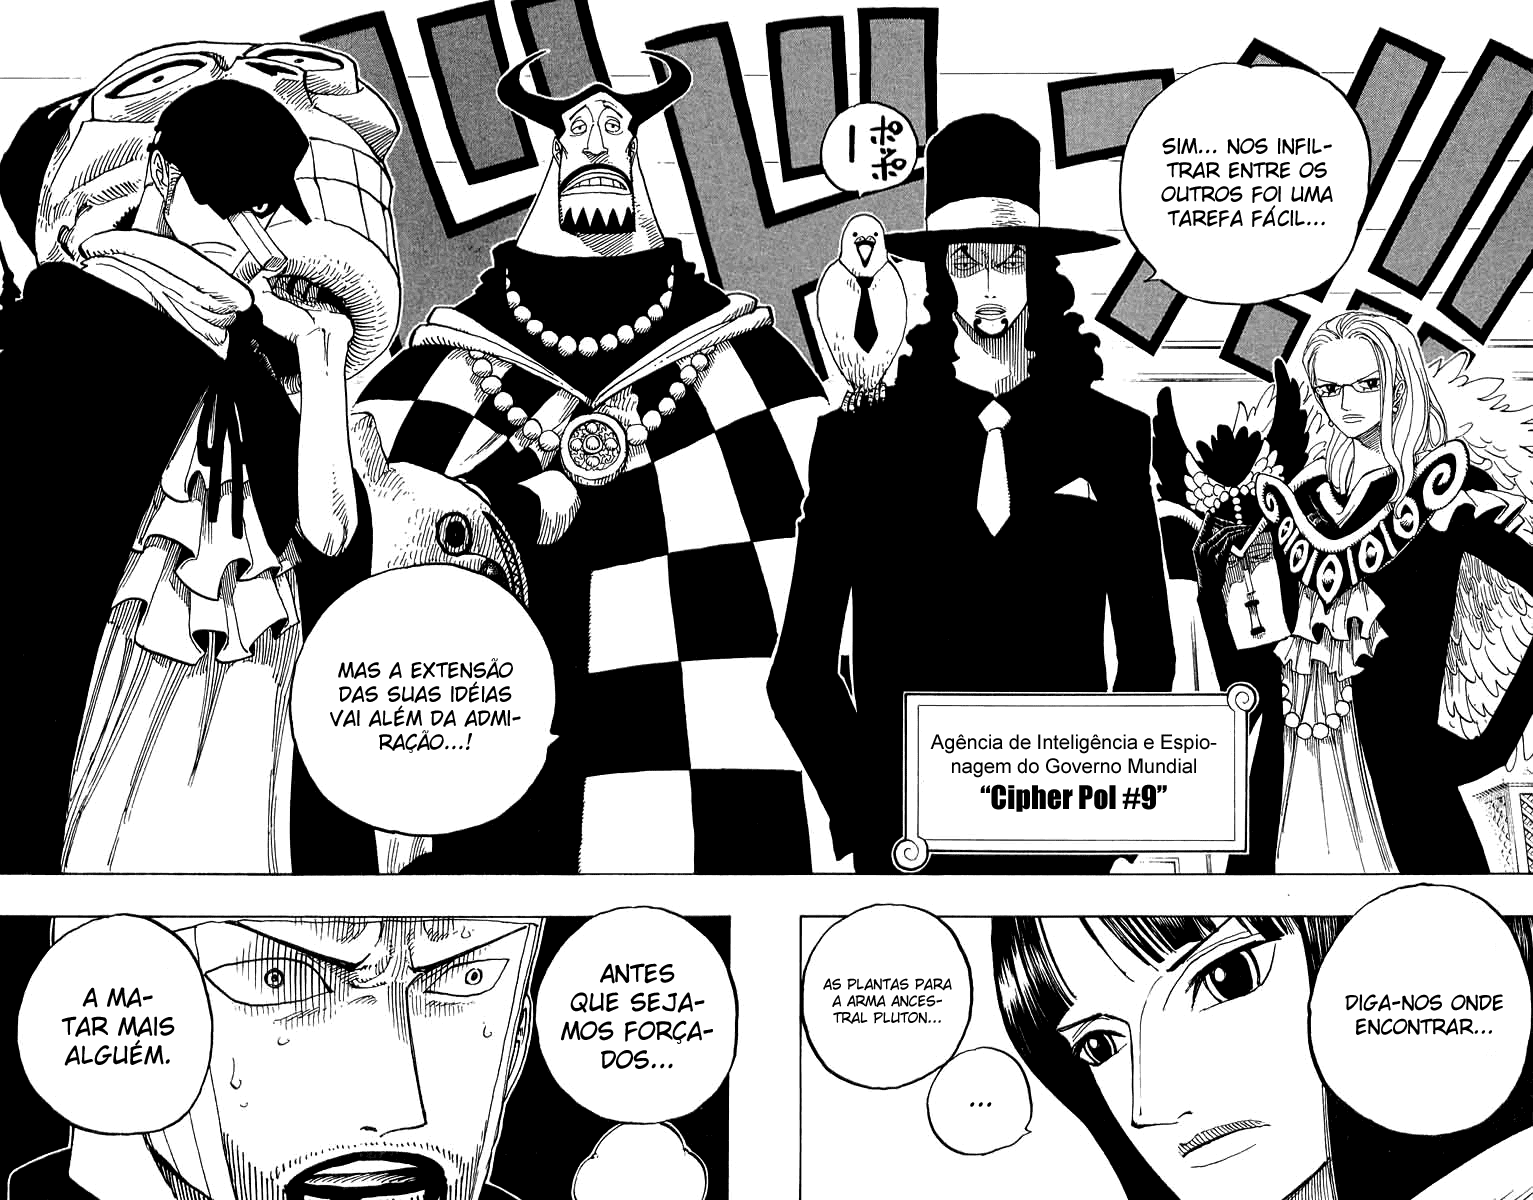 SIM... NOS INFIL-
TRAR ENTRE OS
OUTROS FOI UMA
TAREFA FÁCIL...
ポッポー
MAS A EXTENSÃO
DAS SUAS IDÉIAS
VAI ALÉM DA ADMI-
RAÇÃO...!
Agência de Inteligência e Espio-
nagem do Governo Mundial
“Cipher Pol #9”
DIGA-NOS ONDE
ENCONTRAR...
AS PLANTAS PARA
A ARMA ANCES-
TRAL PLUTON...
...
ANTES
QUE SEJA-
MOS FORÇA-
DOS...
A MA-
TAR MAIS
ALGUÉM.